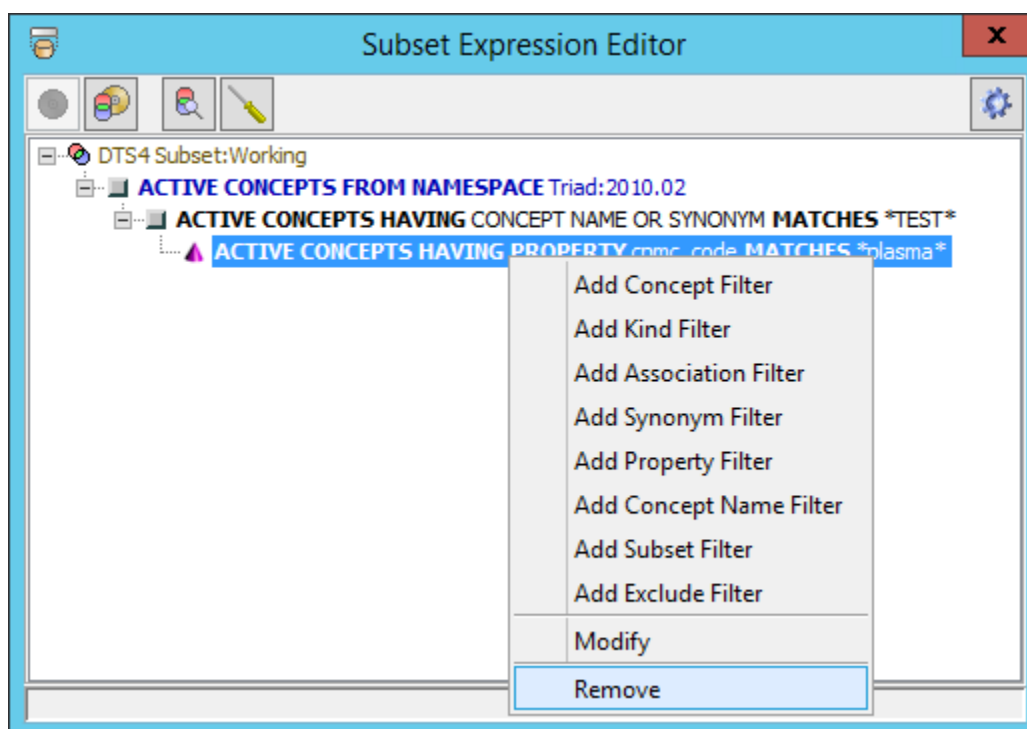 Subset Expression Editor
x
DTS4 Subset:Working
ACTIVE CONCEPTS FROM NAMESPACE Triad:2010.02
ACTIVE CONCEPTS HAVING CONCEPT NAME OR SYNONYM MATCHES *TEST*
ACTIVE CONCEPTS HAVING PROPERTY cpmc_code MATCHES *plasma*
Add Concept Filter
Add Kind Filter
Add Association Filter
Add Synonym Filter
Add Property Filter
Add Concept Name Filter
Add Subset Filter
Add Exclude Filter
Modify
Remove